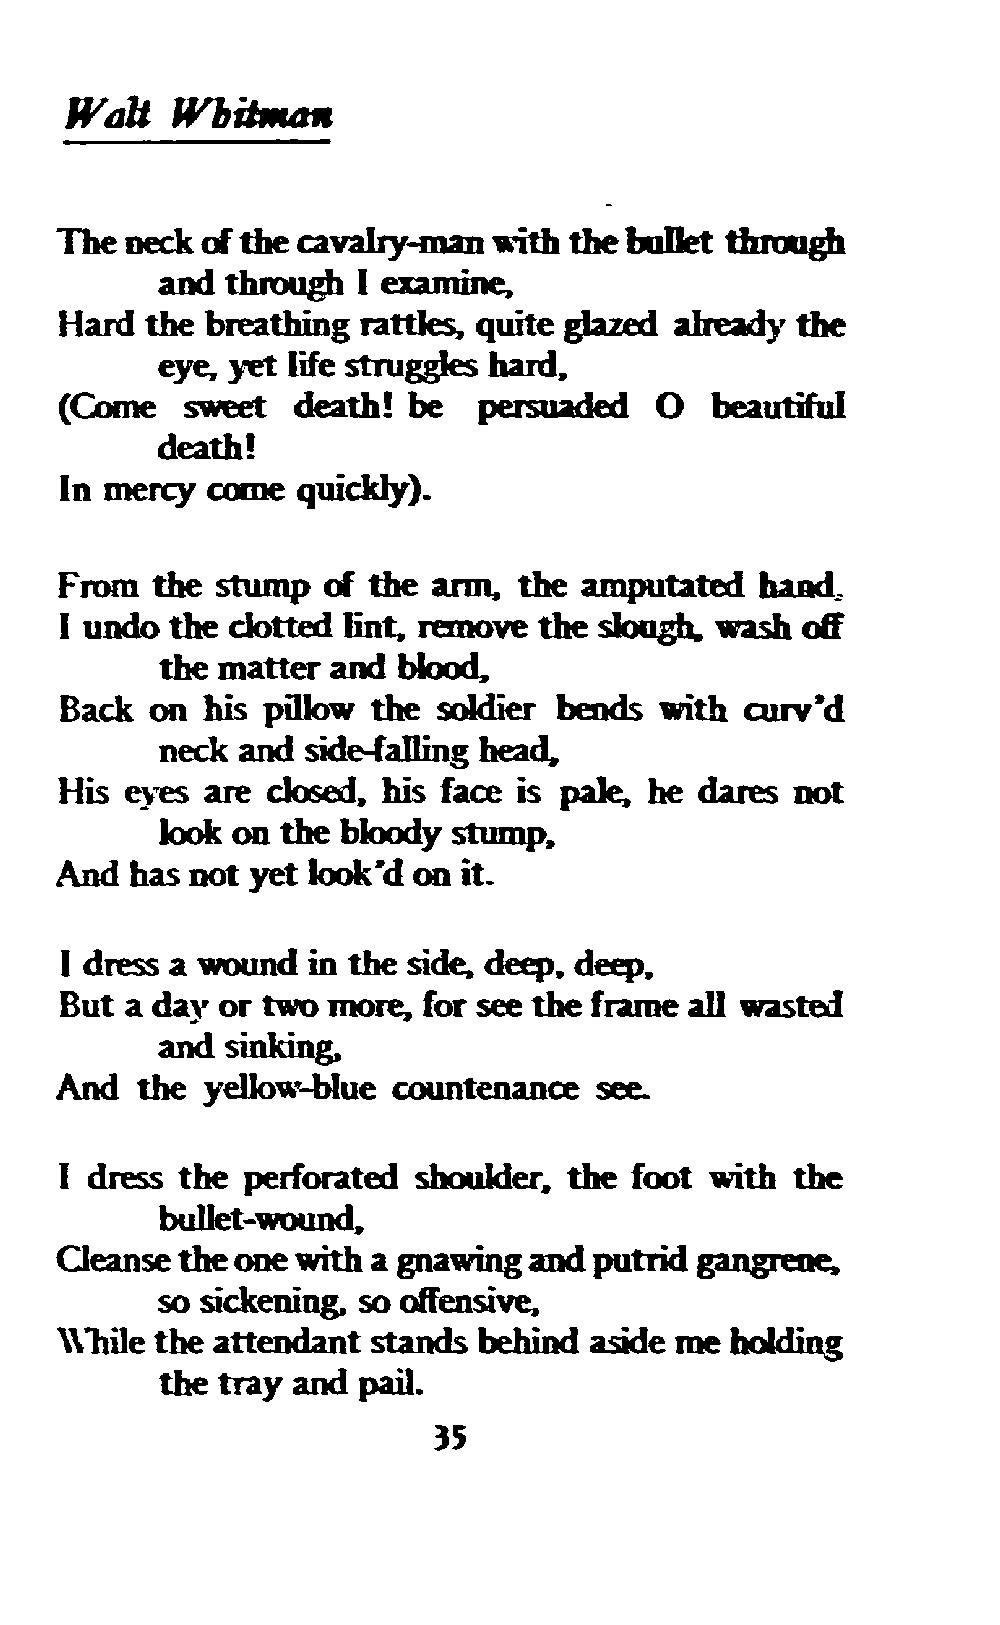 Walt Whitman
The neck of the cavalry-man with the bullet through
and through I examine,
Hard the breathing rattles, quite glazed already the
eye, yet life struggles hard,
(Come sweet death! be persuaded O beautiful
death!
In mercy come quickly).
From the stump of the arm, the amputated hand,
I undo the clotted lint, remove the slough, wash off
the matter and blood,
Back on his pillow the soldier bends with curv'd
neck and side-falling head,
His eyes are closed, his face is pale, he dares not
look on the bloody stump,
And has not yet look'd on it.
I dress a wound in the side, deep, deep,
But a day or two more, for see the frame all wasted
and sinking,
And the yellow-blue countenance see.
I dress the perforated shoulder, the foot with the
bullet-wound,
Cleanse the one with a gnawing and putrid gangrene,
so sickening, so offensive,
While the attendant stands behind aside me holding
the tray and pail.
35